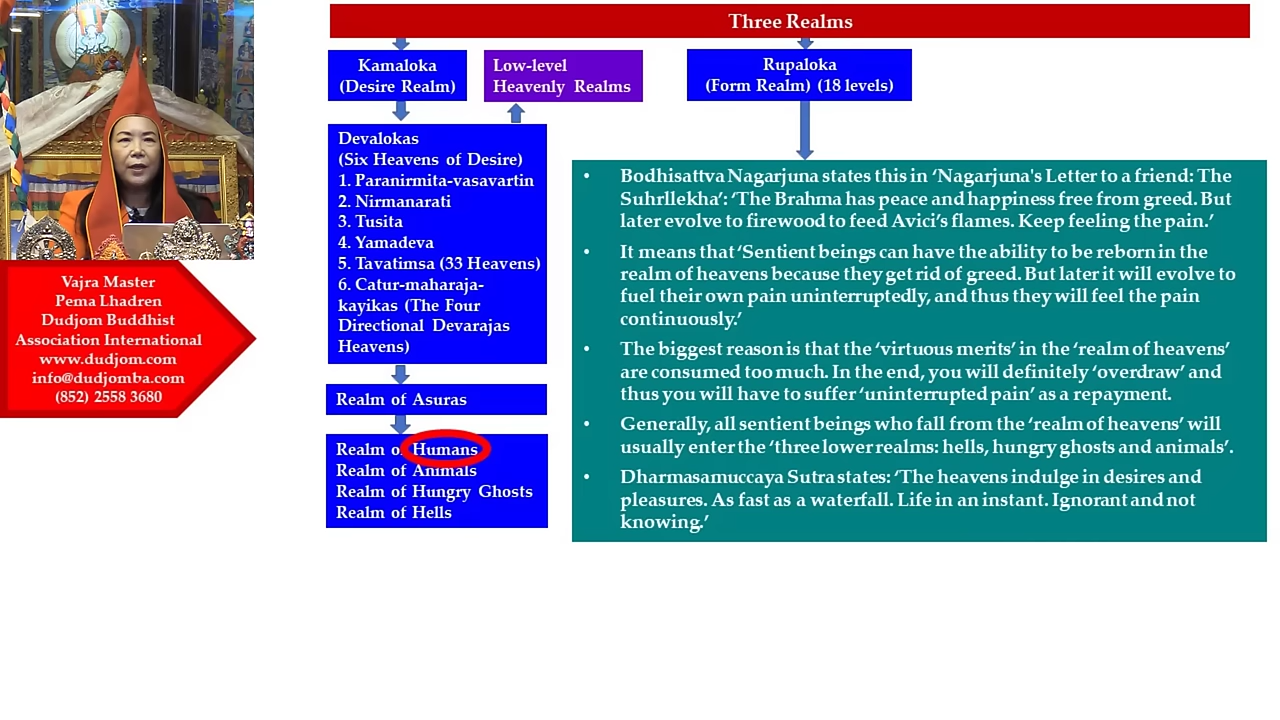 Three Realms
Kamaloka
(Desire Realm)
Low-level
Heavenly Realms
Rupaloka
(Form Realm) (18 levels)
Devalokas
(Six Heavens of Desire)
1. Paranirmita-vasavartin
2. Nirmanarati
3. Tusita
4. Yamadeva
5. Tavatimsa (33 Heavens)
6. Catur-maharaja-
kayikas (The Four
Directional Devarajas
Heavens)
Realm of Asuras
Realm of Humans
Realm of Animals
Realm of Hungry Ghosts
Realm of Hells
• Bodhisattva Nagarjuna states this in ‘Nagarjuna's Letter to a friend: The
Suhrllekha’: ‘The Brahma has peace and happiness free from greed. But
later evolve to firewood to feed Avici’s flames. Keep feeling the pain.’
• It means that ‘Sentient beings can have the ability to be reborn in the
realm of heavens because they get rid of greed. But later it will evolve to
fuel their own pain uninterruptedly, and thus they will feel the pain
continuously.’
• The biggest reason is that the ‘virtuous merits’ in the ‘realm of heavens’
are consumed too much. In the end, you will definitely ‘overdraw’ and
thus you will have to suffer ‘uninterrupted pain’ as a repayment.
• Generally, all sentient beings who fall from the ‘realm of heavens’ will
usually enter the ‘three lower realms: hells, hungry ghosts and animals’.
• Dharmasamuccaya Sutra states: ‘The heavens indulge in desires and
pleasures. As fast as a waterfall. Life in an instant. Ignorant and not
knowing.’
Vajra Master
Pema Lhadren
Dudjom Buddhist
Association International
www.dudjom.com
info@dudjomba.com
(852) 2558 3680